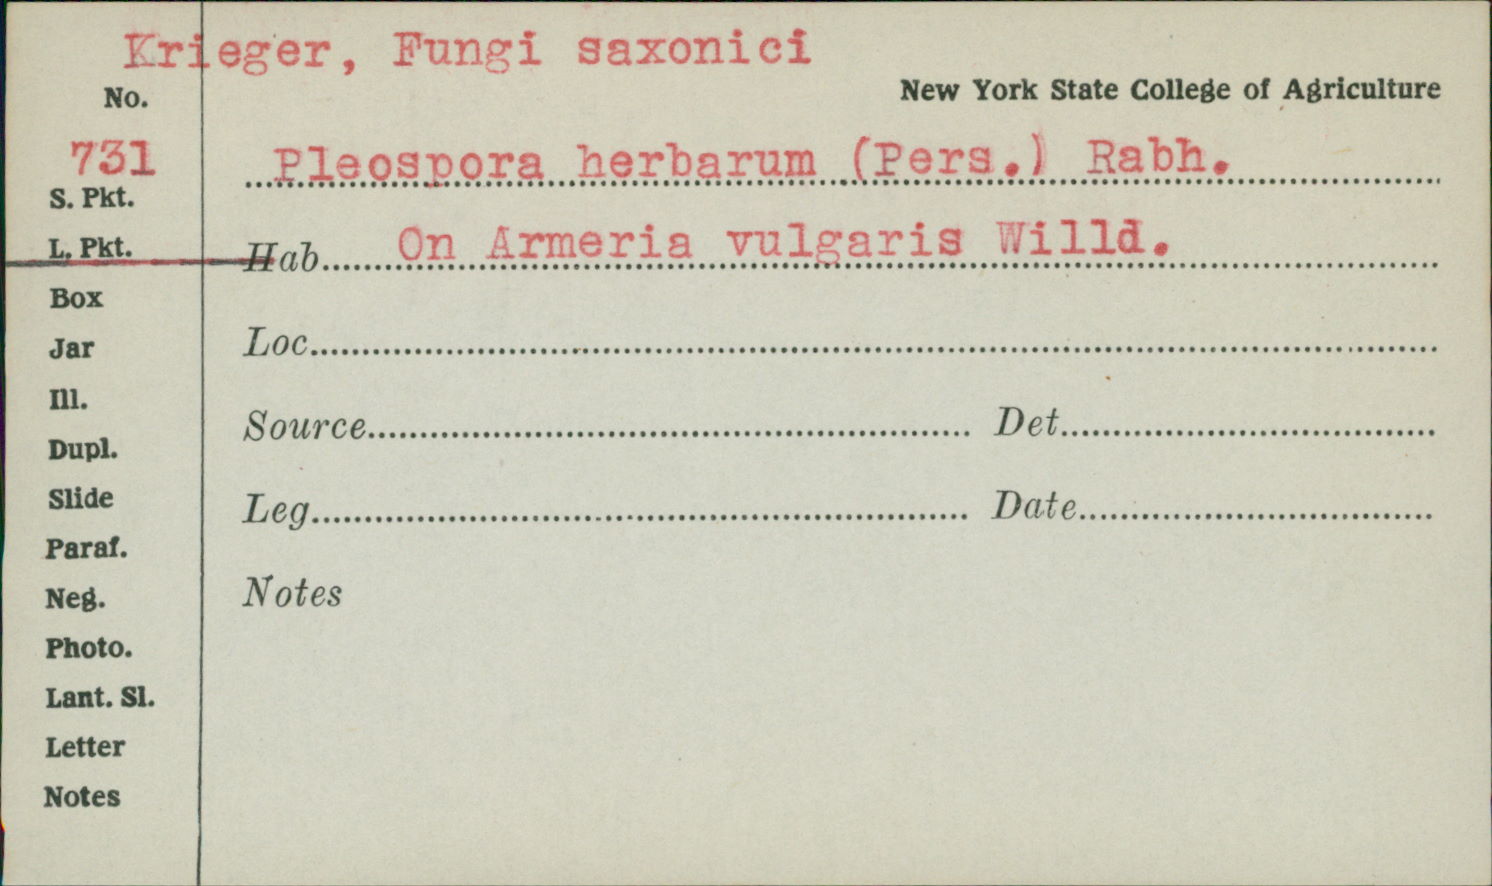 Krieger, Fungi saxonici
No.
New York State College of Agriculture
731
Pleospora herbarum (Pers.) Rabh.
S. Pkt.
L. Pkt.
Hab. On Armeria vulgaris Willd.
Box
Jar
Loc.
Ill.
Source Det.
Dupl.
Slide
Leg. Date
Paraf.
Neg.
Notes
Photo.
Lant. Sl.
Letter
Notes